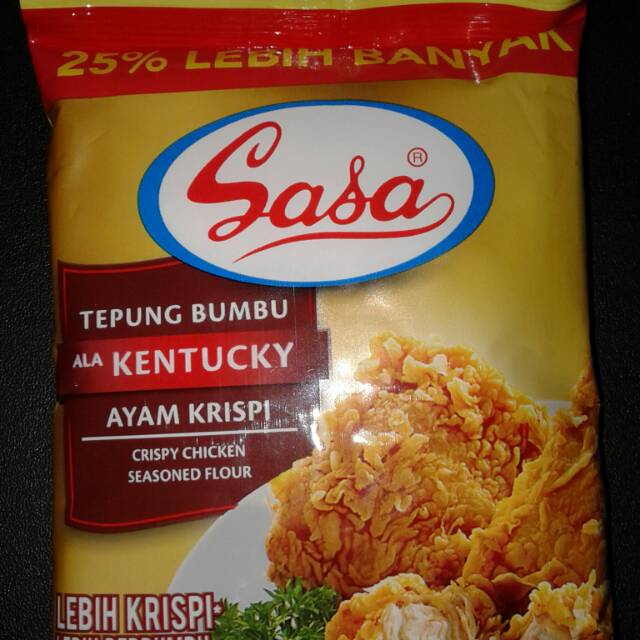 25% LEBIH BANYAK
Sasa®
TEPUNG BUMBU
ALA KENTUCKY
AYAM KRISPI
CRISPY CHICKEN
SEASONED FLOUR
LEBIH KRISPI